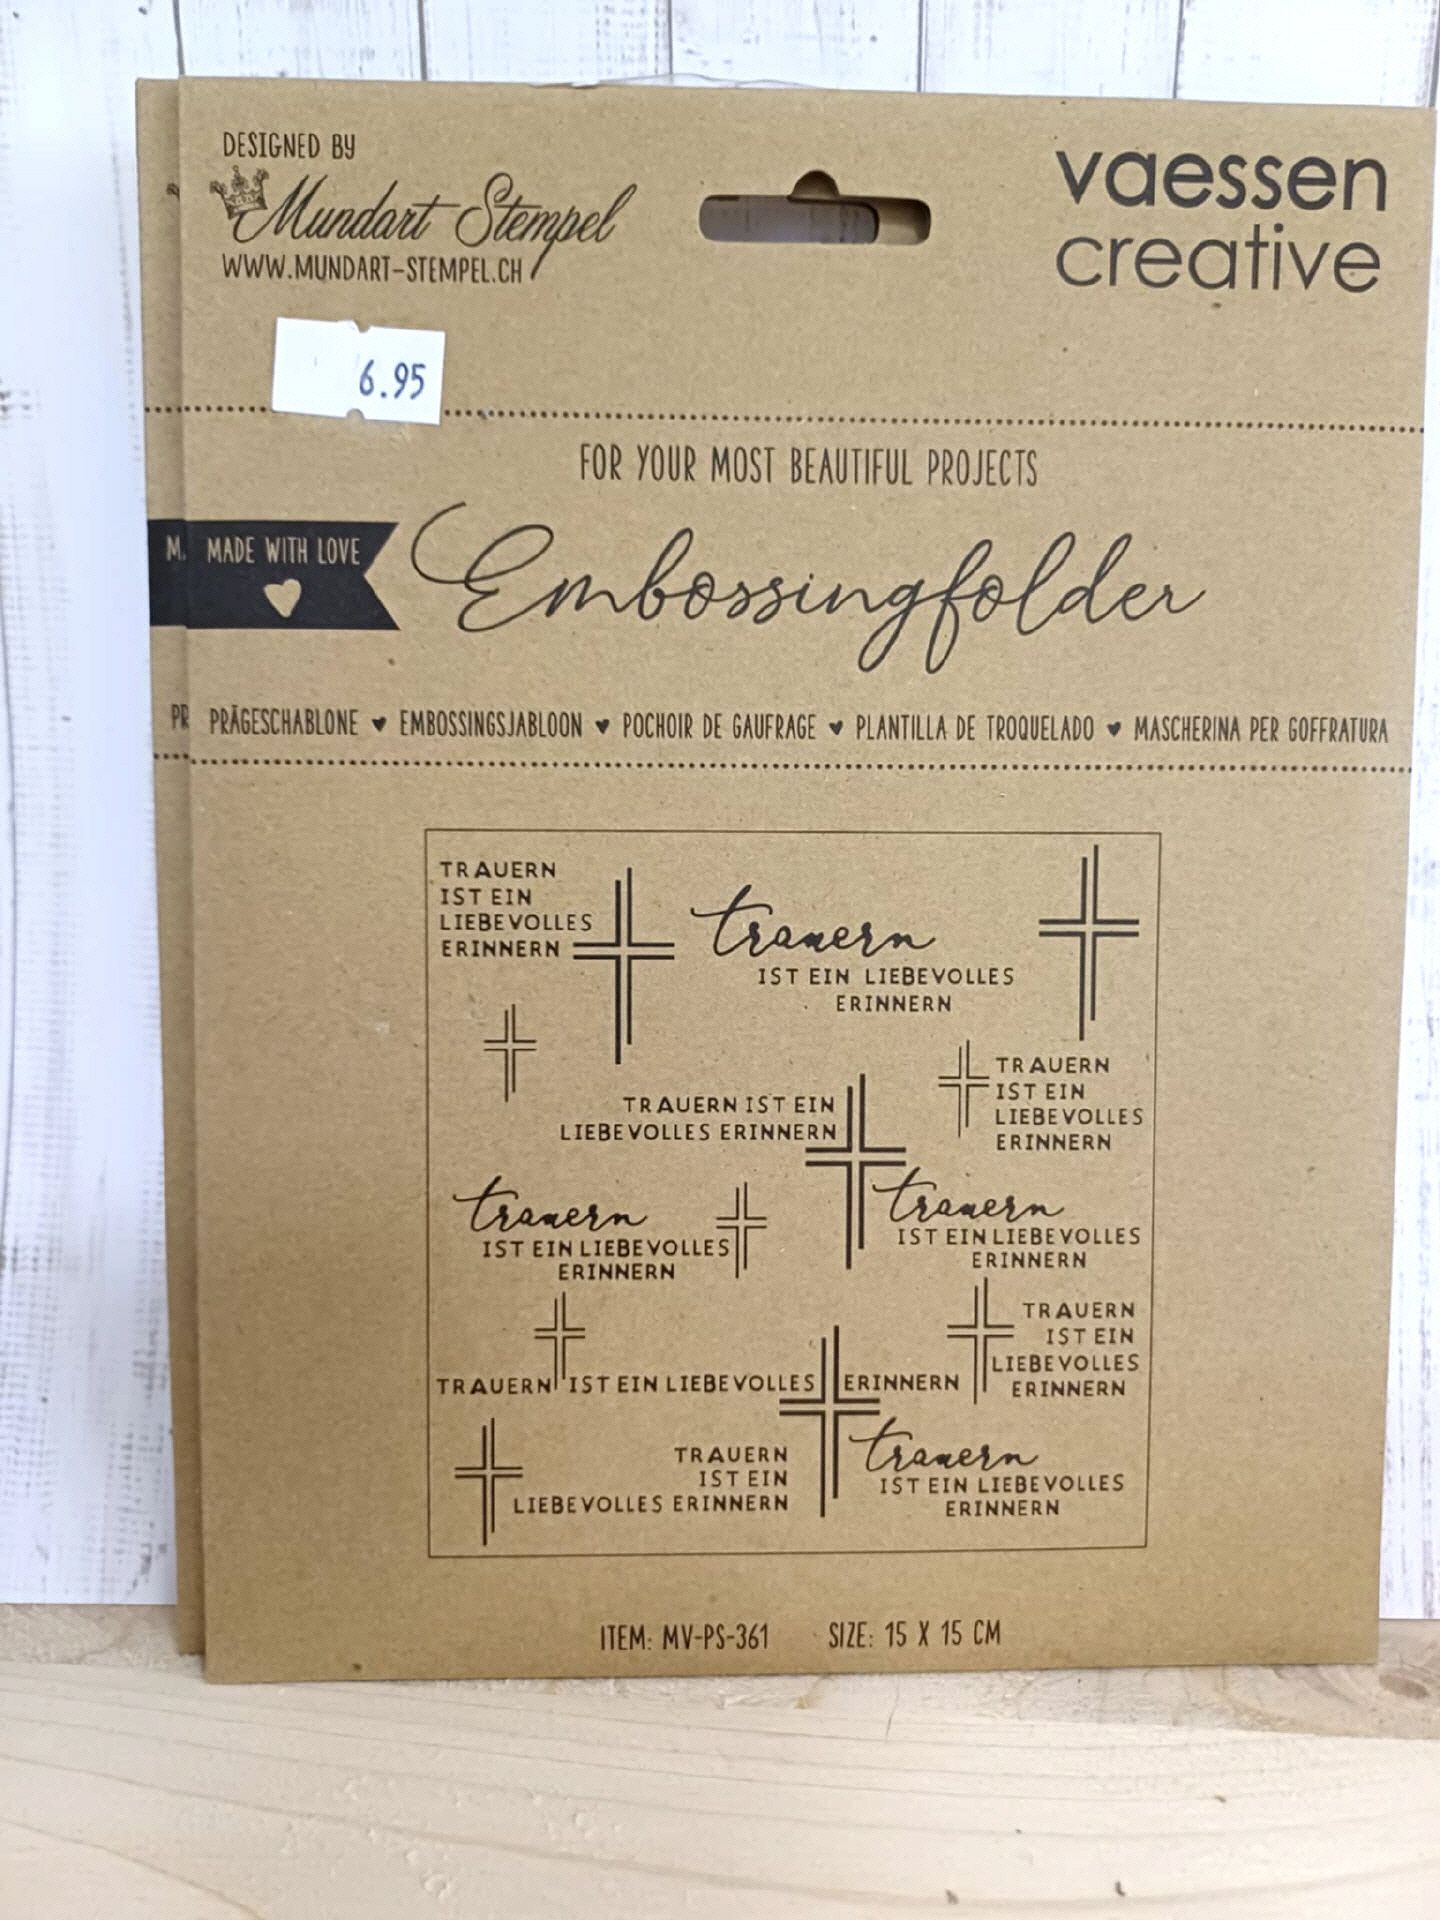 DESIGNED BY
Mundart Stempel
WWW.MUNDART-STEMPEL.CH
vaessen
creative
6.95
FOR YOUR MOST BEAUTIFUL PROJECTS
MADE WITH LOVE
Embossingfolder
PRÄGESCHABLONE ♥ EMBOSSINGSJABLOON ♥ POCHOIR DE GAUFRAGE ♥ PLANTILLA DE TROQUELADO ♥ MASCHERINA PER GOFFRATURA
TRAUERN
IST EIN
LIEBEVOLLES
ERINNERN
trauern
IST EIN LIEBEVOLLES
ERINNERN
TRAUERN
IST EIN
LIEBEVOLLES
ERINNERN
TRAUERN IST EIN
LIEBEVOLLES ERINNERN
trauern
IST EIN LIEBEVOLLES
ERINNERN
trauern
IST EIN LIEBEVOLLES
ERINNERN
TRAUERN
IST EIN
LIEBEVOLLES
ERINNERN
TRAUERN IST EIN LIEBEVOLLES ERINNERN
TRAUERN
IST EIN
LIEBEVOLLES ERINNERN
trauern
IST EIN LIEBEVOLLES
ERINNERN
ITEM: MV-PS-361 SIZE: 15 X 15 CM